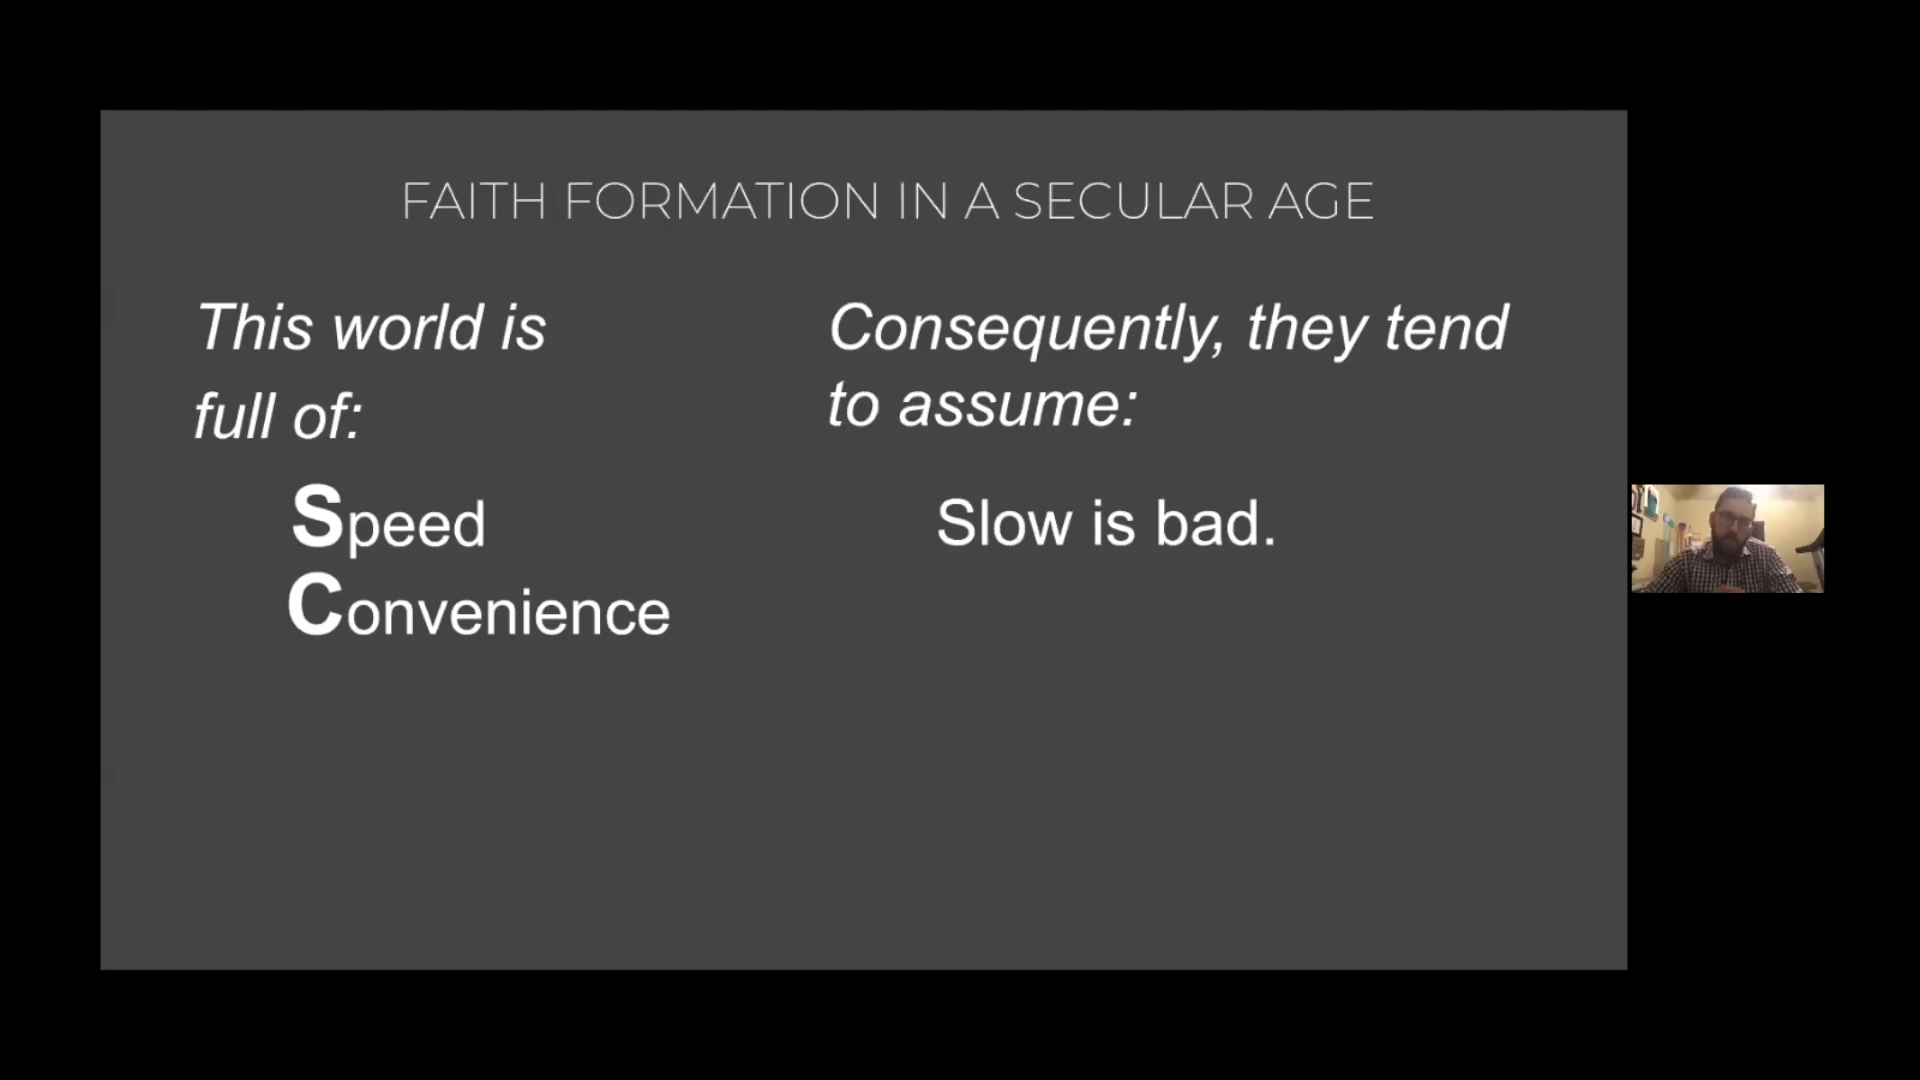 FAITH FORMATION IN A SECULAR AGE
This world is
full of:
Speed
Convenience
Consequently, they tend
to assume:
Slow is bad.